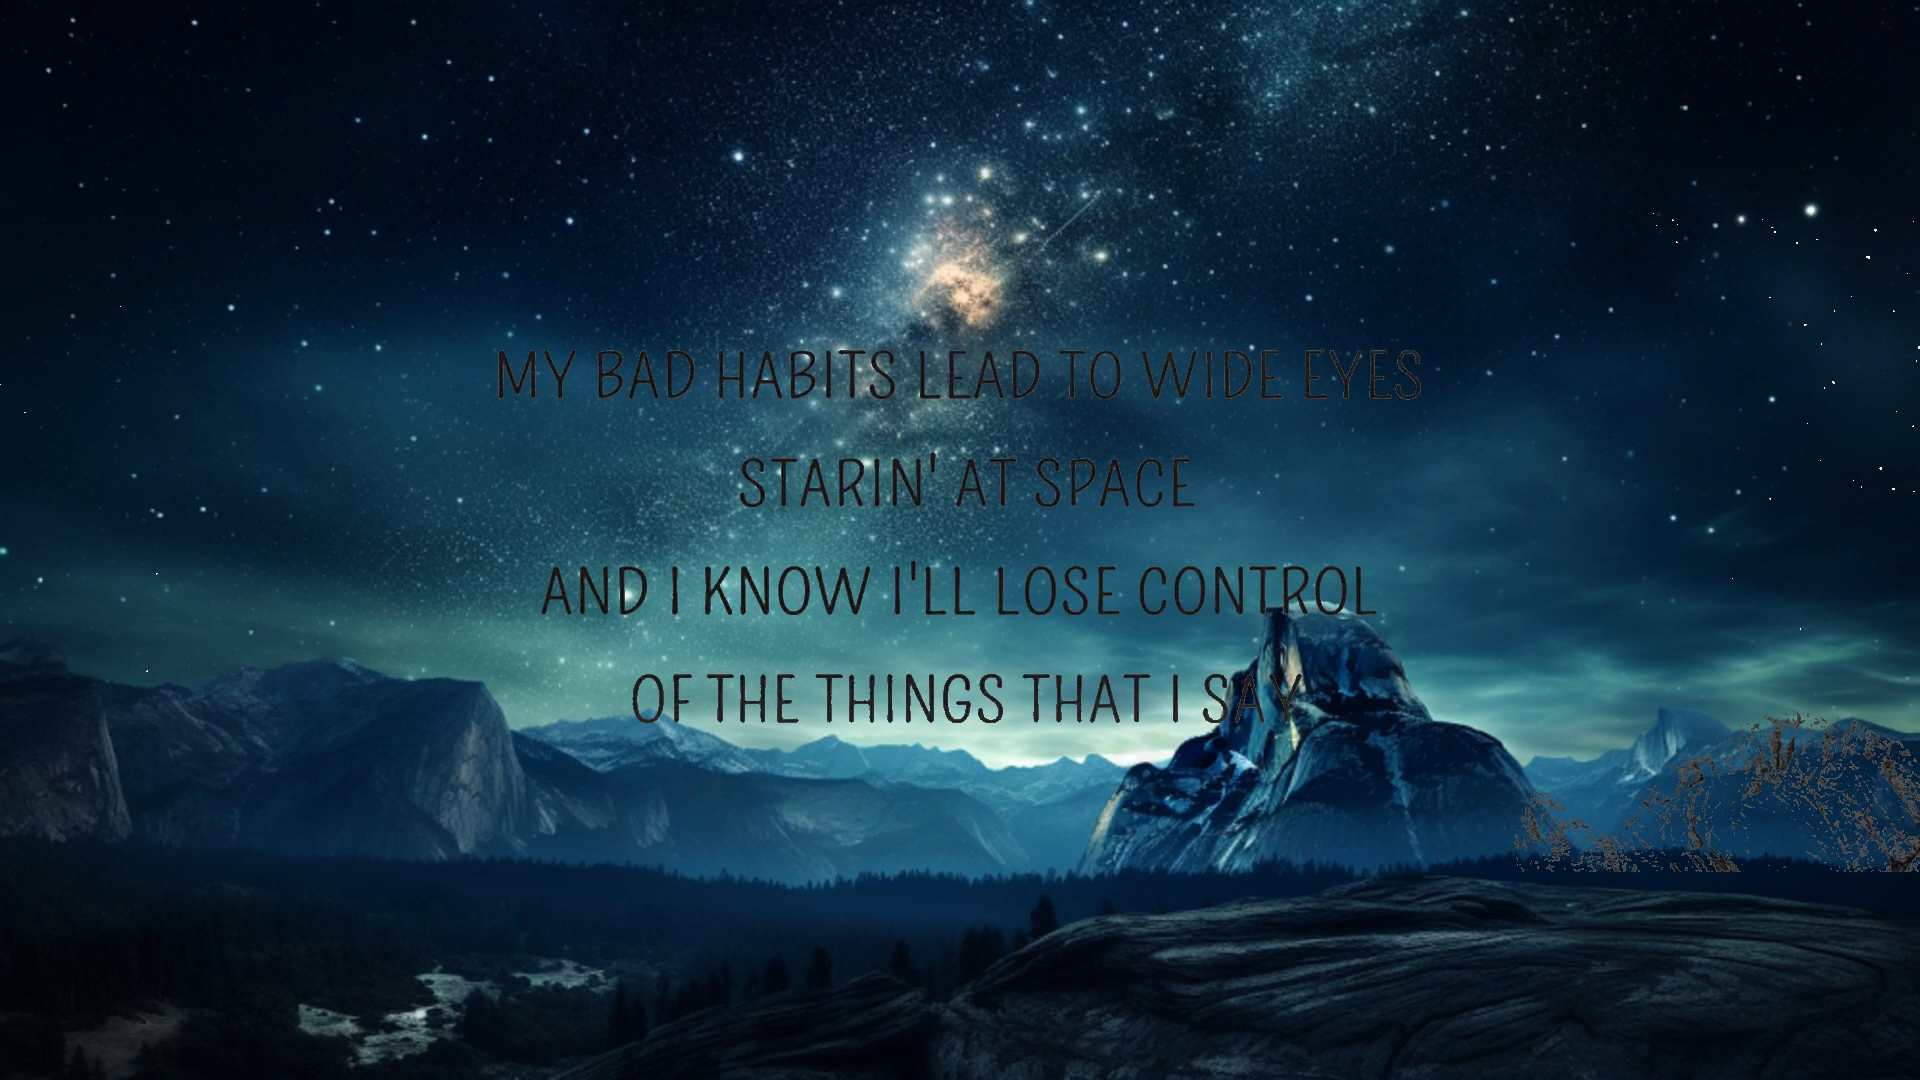 MY BAD HABITS LEAD TO WIDE EYES
STARIN' AT SPACE
AND I KNOW I'LL LOSE CONTROL
OF THE THINGS THAT I SAY